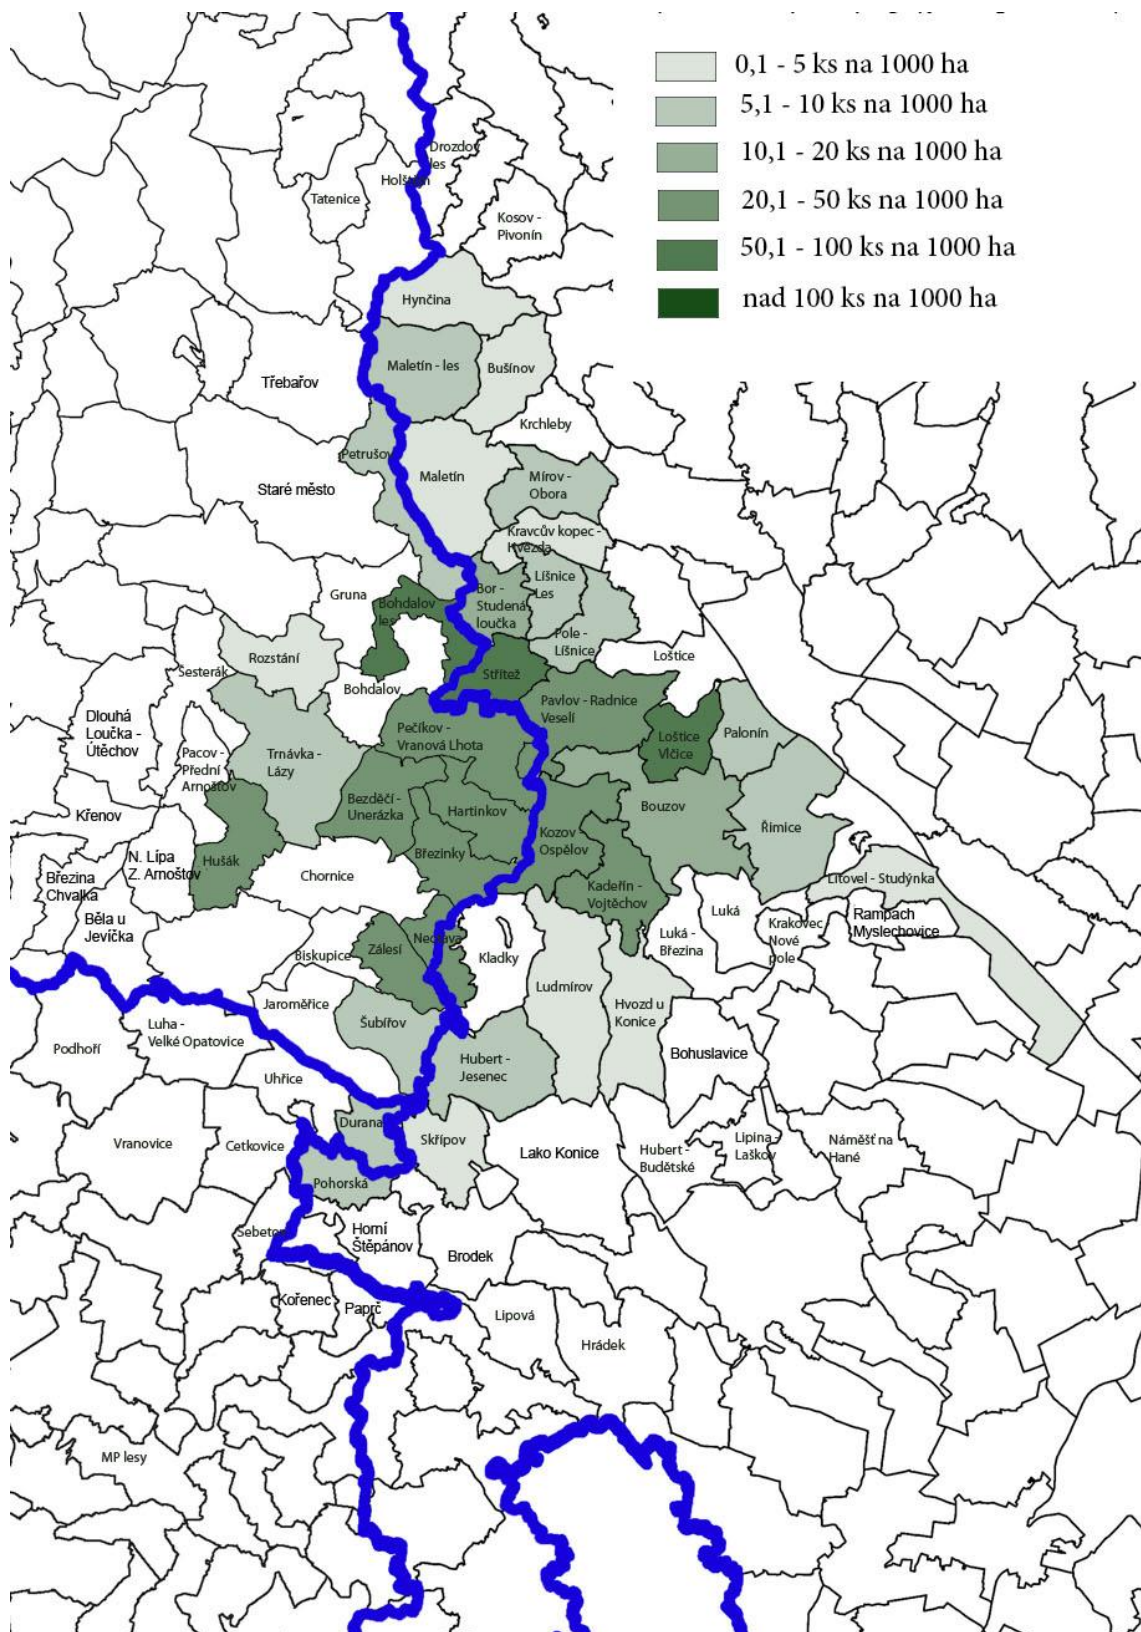 0,1 - 5 ks na 1000 ha
5,1 - 10 ks na 1000 ha
10,1 - 20 ks na 1000 ha
20,1 - 50 ks na 1000 ha
50,1 - 100 ks na 1000 ha
nad 100 ks na 1000 ha
Drozdov
les
Holštejn
Tatenice
Kosov -
Pivonín
Hynčina
Maletín - les
Bušínov
Třebařov
Krchleby
Petrušov
Maletín
Mírov -
Obora
Staré město
Kravcův kopec -
Hvězda
Líšnice
Les
Bor -
Studená
loučka
Gruna
Bohdalov
les
Pole -
Líšnice
Loštice
Rozstání
Šesterák
Střítež
Bohdalov
Pavlov - Radnice
Veselí
Dlouhá
Loučka -
Útěchov
Pečíkov -
Vranová Lhota
Loštice
Vlčice
Palonín
Pacov -
Přední
Arnoštov
Trnávka -
Lázy
Bezděčí -
Unerázka
Hartinkov
Bouzov
Křenov
Římice
Kozov
Ospělov
Březinky
N. Lípa
Z. Arnoštov
Hušák
Březina
Chvalka
Chornice
Kadeřín -
Vojtěchov
Litovel - Studýnka
Běla u
Jevíčka
Luká
Krakovec
Nové
pole
Rampach
Myslechovice
Luká -
Březina
Biskupice
Zálesí
Nectava
Kladky
Ludmírov
Hvozd u
Konice
Jaroměřice
Šubířov
Luha -
Velké Opatovice
Podhoří
Hubert -
Jesenec
Bohuslavice
Uhřice
Durana
Vranovice
Cetkovice
Skřípov
Lako Konice
Hubert -
Budětské
Lipina -
Laškov
Náměšť na
Hané
Pohorská
Horní
Štěpánov
Brodek
Kořenec
Paprč
Lipová
Hrádek
MP lesy